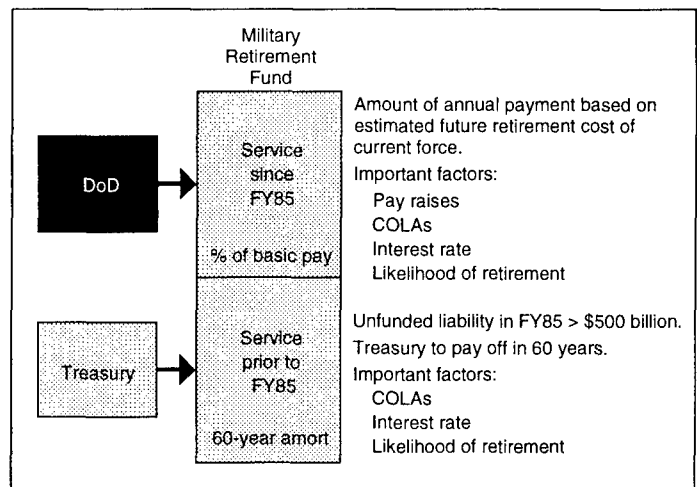 Military
Retirement
Fund
DoD
Service
since
FY85
% of basic pay
Amount of annual payment based on
estimated future retirement cost of
current force.
Important factors:
Pay raises
COLAs
Interest rate
Likelihood of retirement
Treasury
Service
prior to
FY85
60-year amort
Unfunded liability in FY85 > $500 billion.
Treasury to pay off in 60 years.
Important factors:
COLAs
Interest rate
Likelihood of retirement